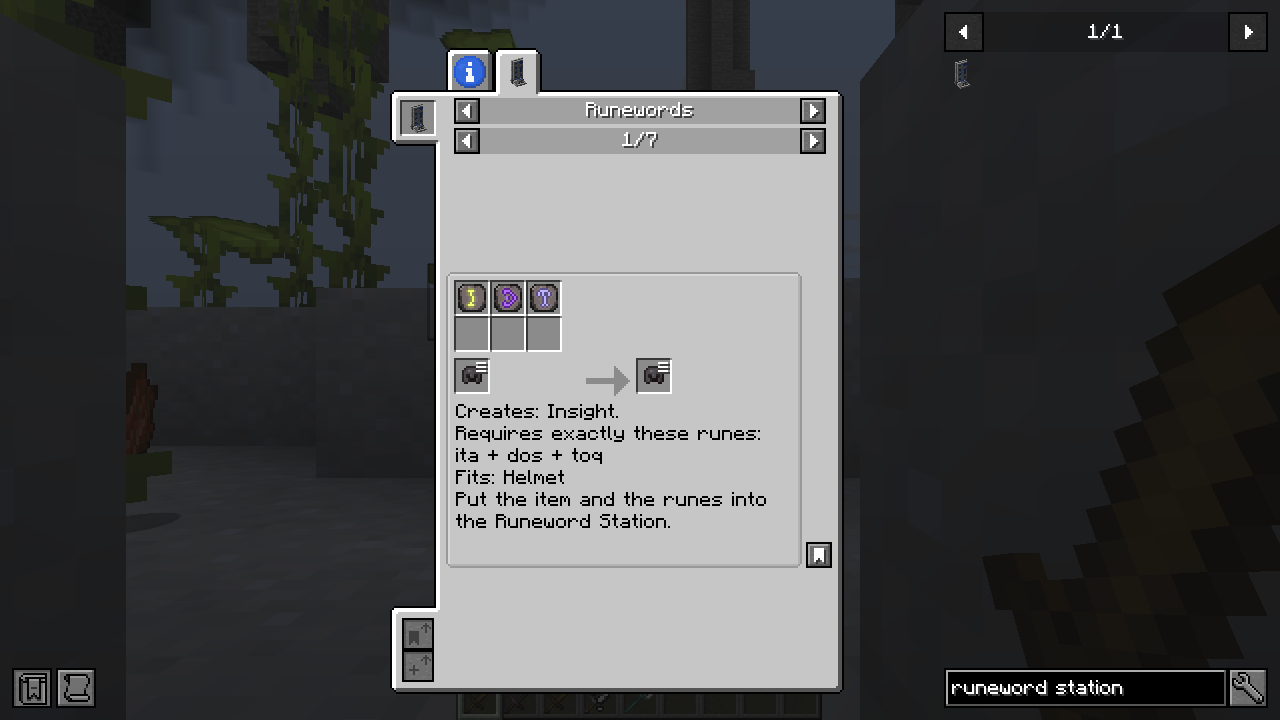 1/1
Runewords
1/7
Creates: Insight.
Requires exactly these runes:
ita + dos + toq
Fits: Helmet
Put the item and the runes into
the Runeword Station.
runeword station